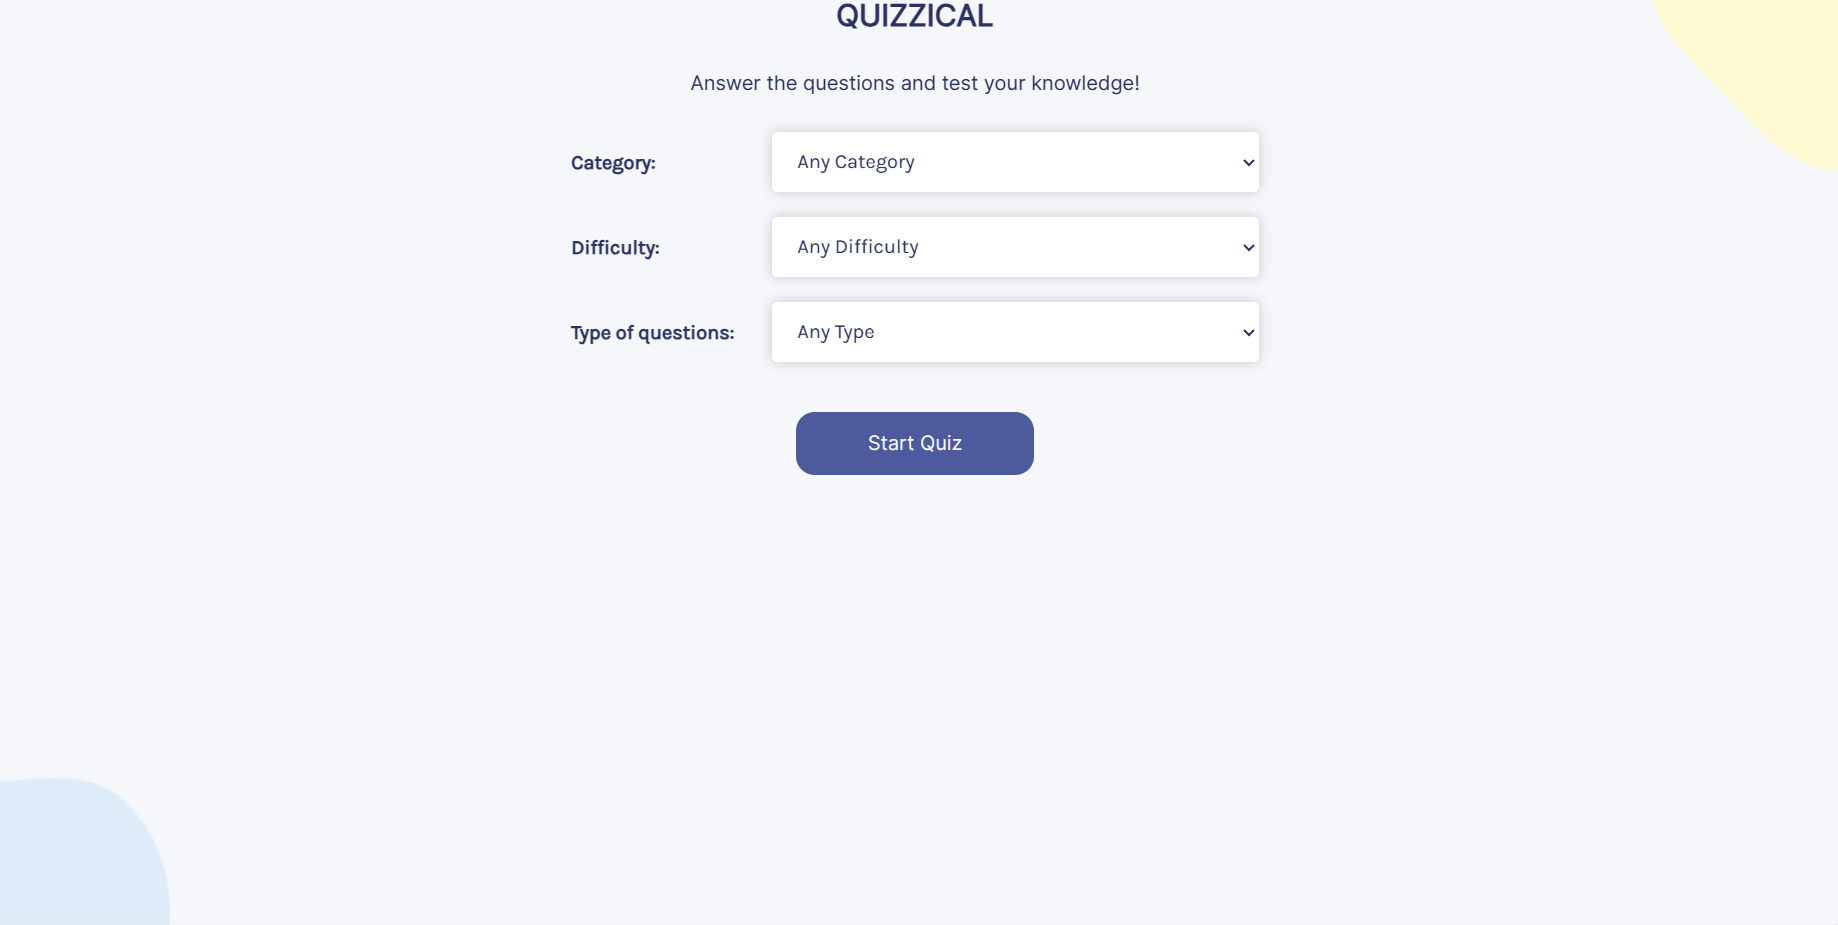 QUIZZICAL
Answer the questions and test your knowledge!
Category: Any Category
Difficulty: Any Difficulty
Type of questions: Any Type
Start Quiz